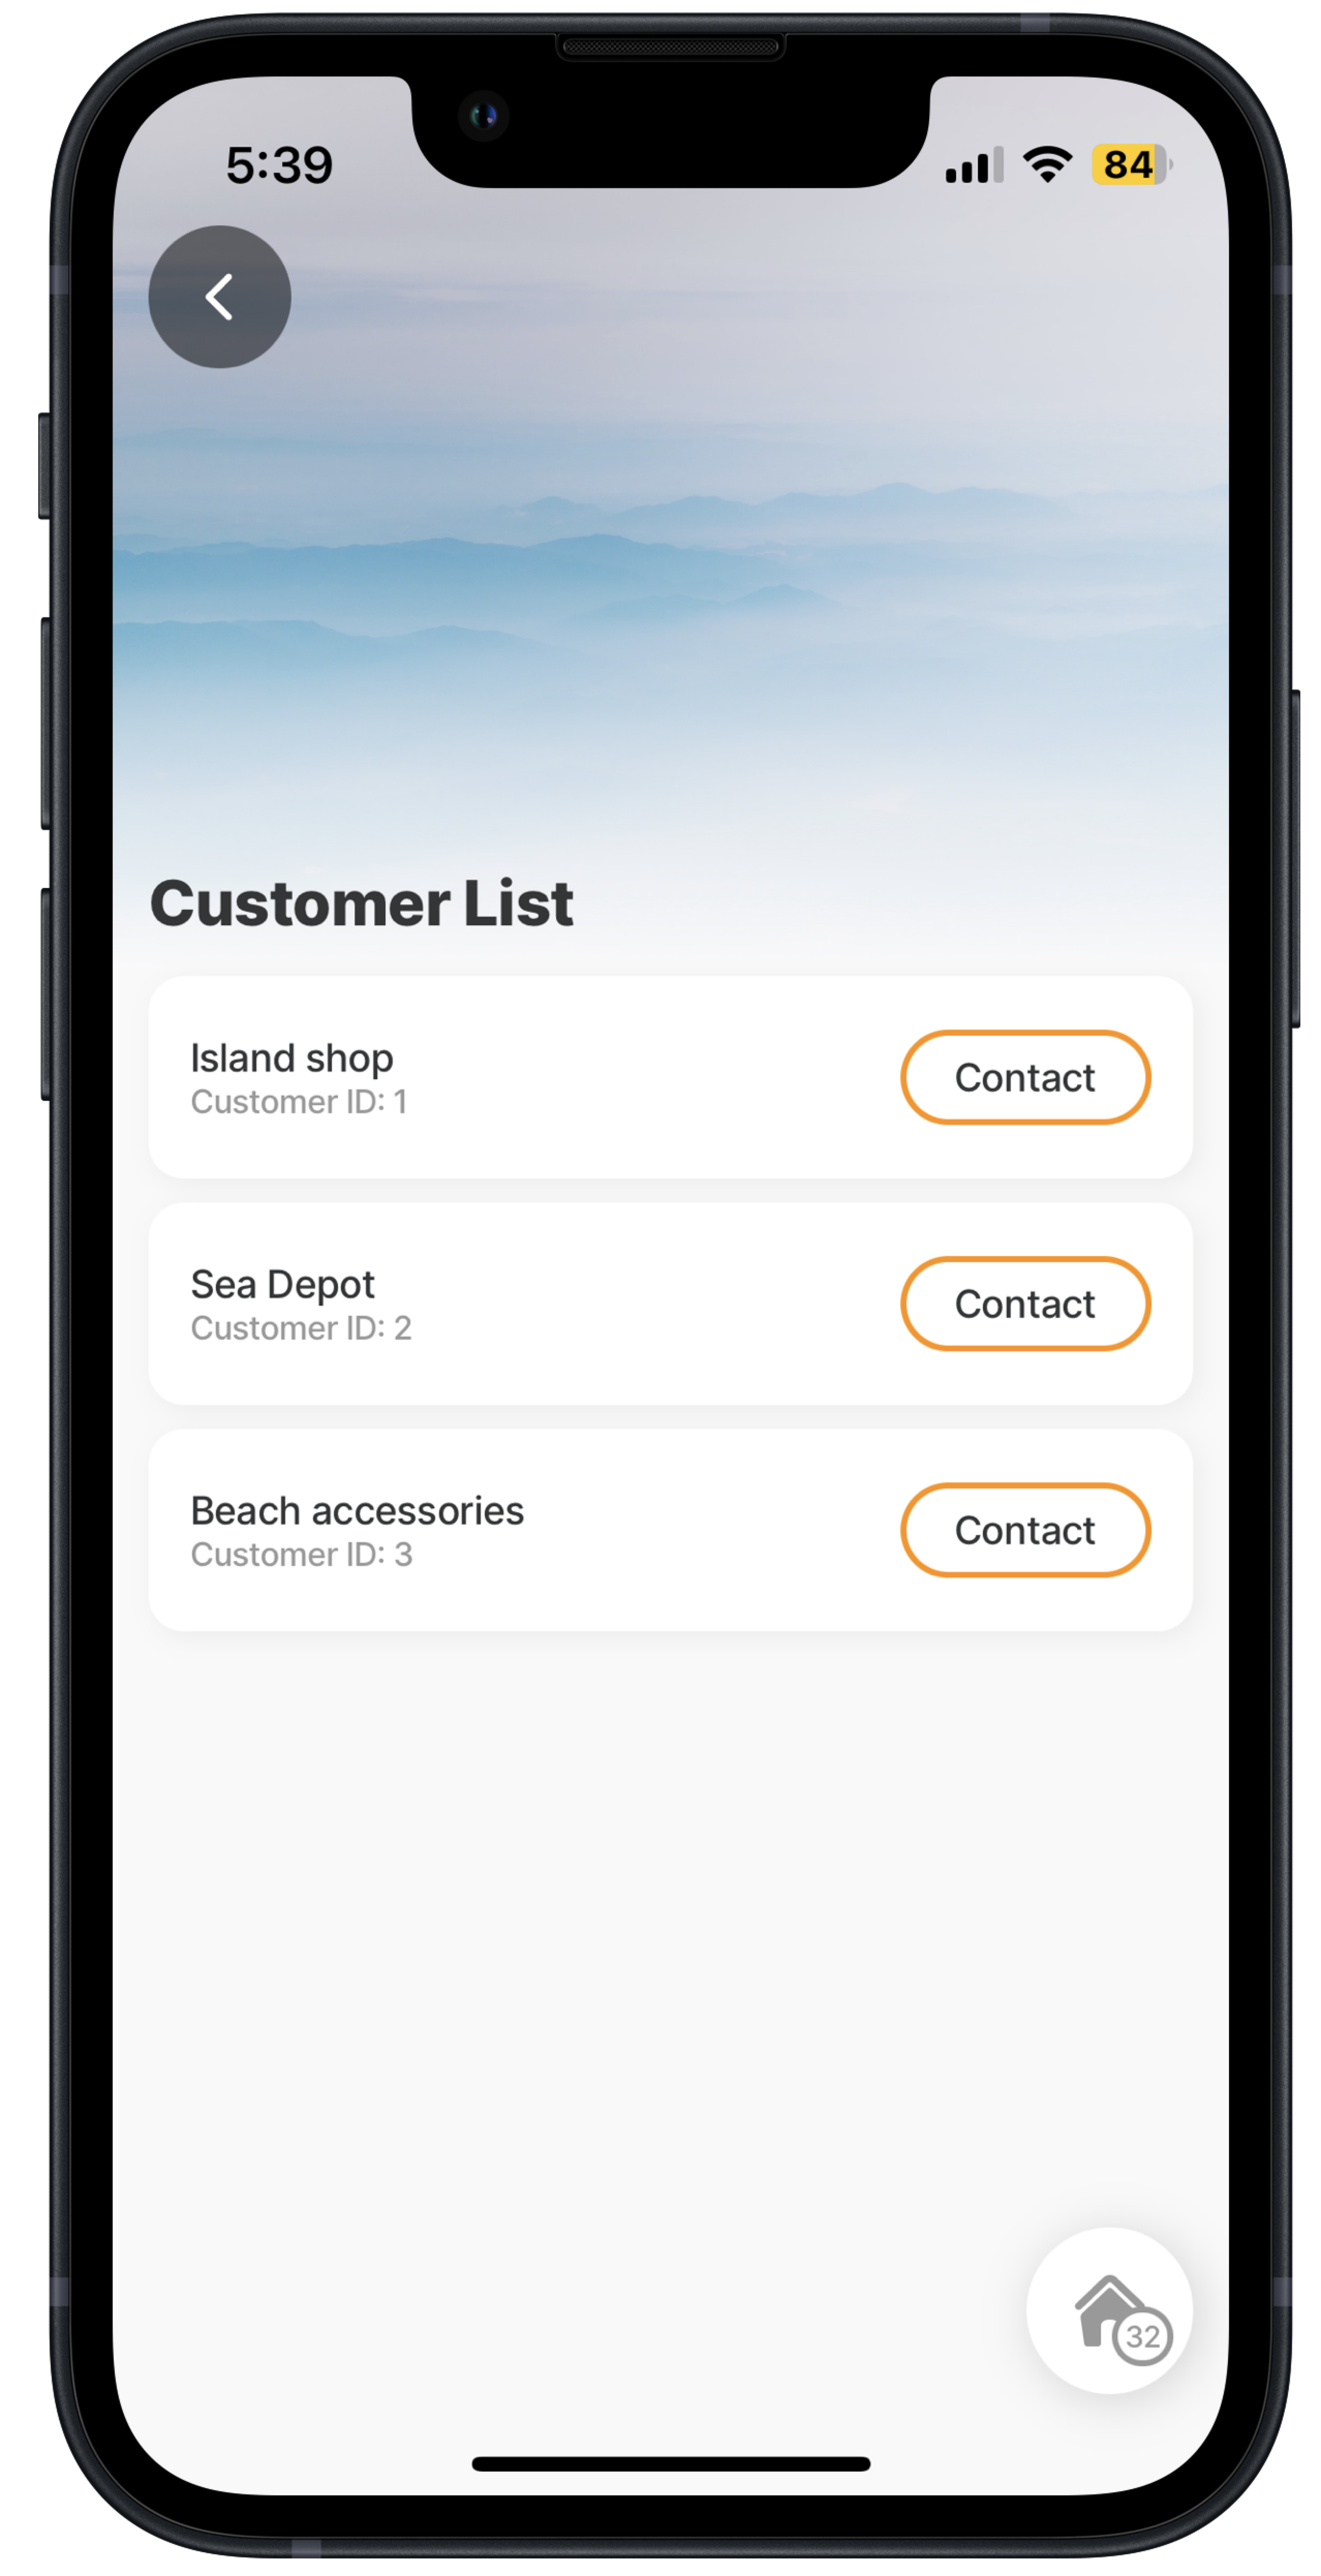 5:39
84
Customer List
Island shop
Customer ID: 1
Contact
Sea Depot
Customer ID: 2
Contact
Beach accessories
Customer ID: 3
Contact
32